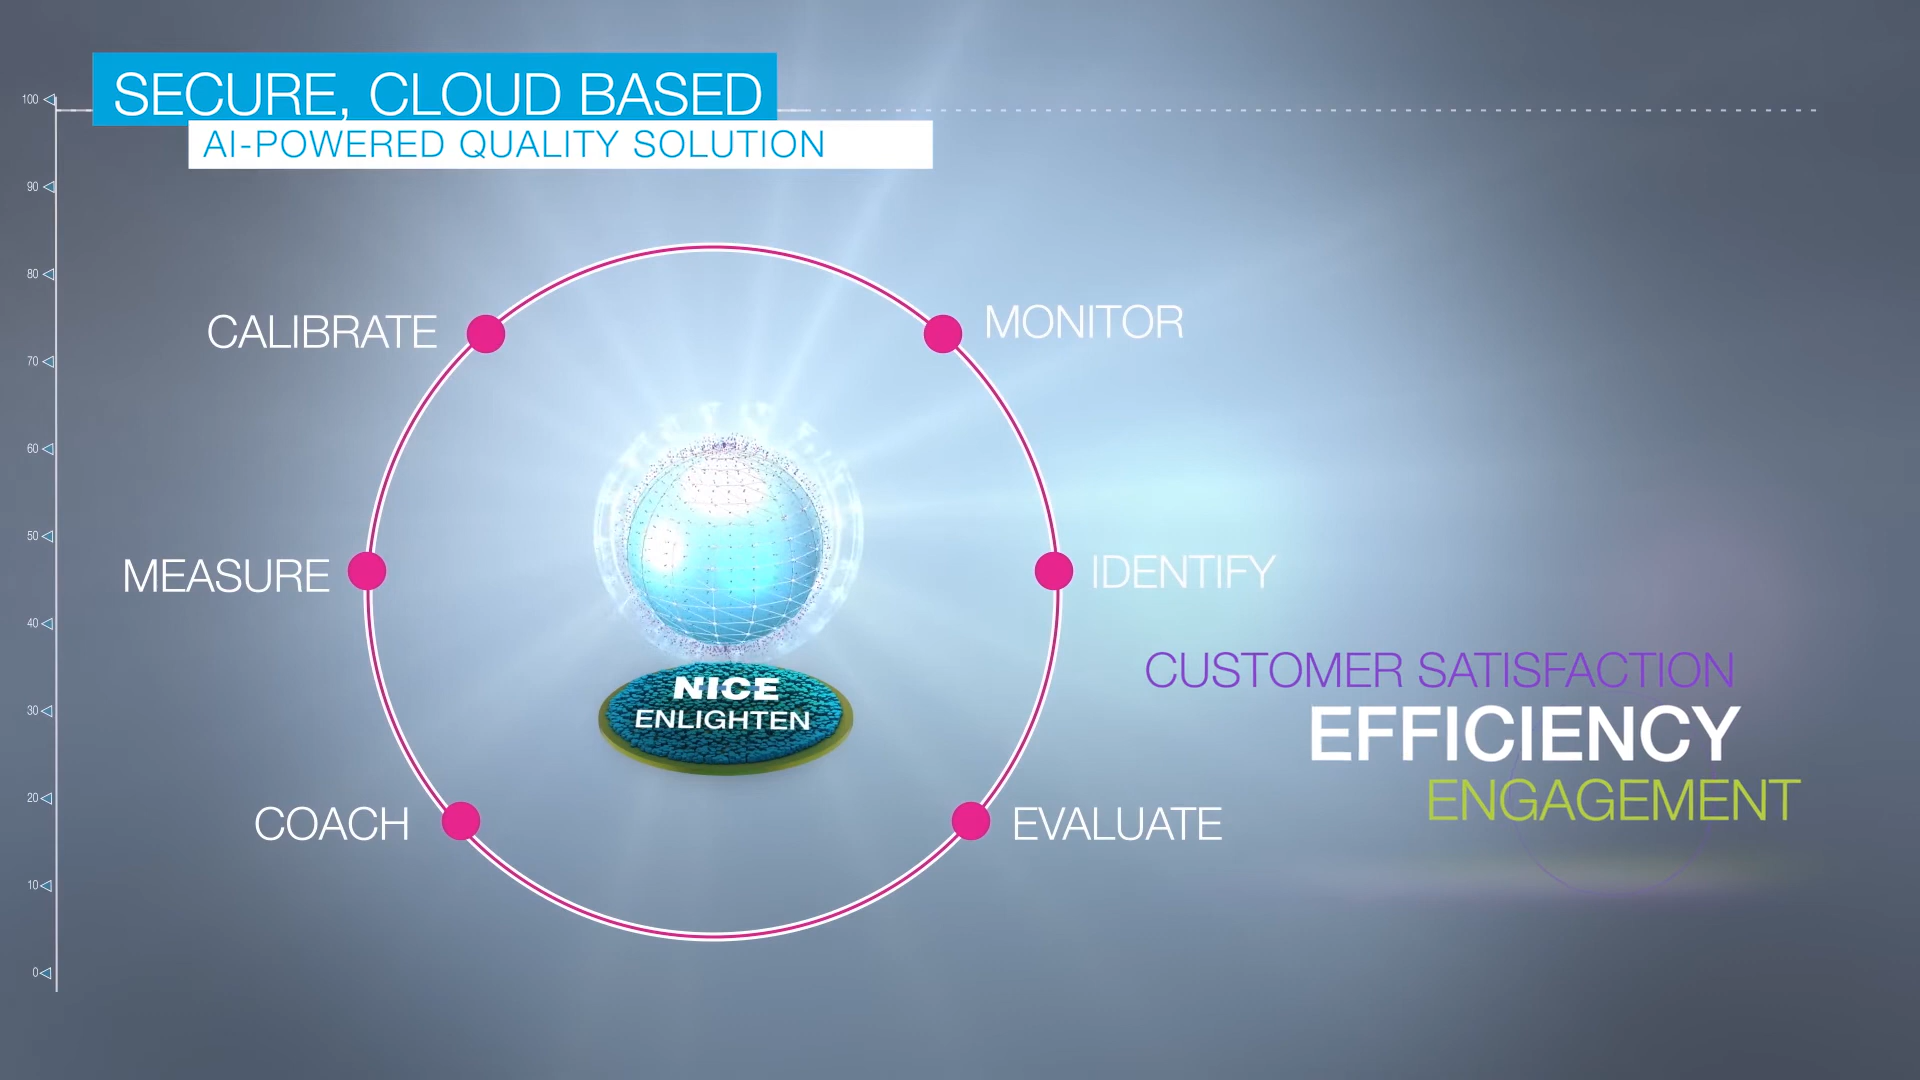 SECURE, CLOUD BASED
AI-POWERED QUALITY SOLUTION
100
90
80
70
60
50
40
30
20
10
0
CALIBRATE
MONITOR
MEASURE
IDENTIFY
NICE
ENLIGHTEN
COACH
EVALUATE
CUSTOMER SATISFACTION
EFFICIENCY
ENGAGEMENT